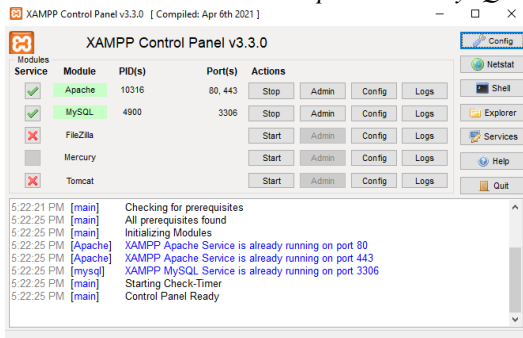 XAMPP Control Panel v3.3.0 [ Compiled: Apr 6th 2021 ]
XAMPP Control Panel v3.3.0
Config
Modules
Service Module PID(s) Port(s) Actions
Netstat
Apache 10316 80, 443 Stop Admin Config Logs
Shell
MySQL 4900 3306 Stop Admin Config Logs
Explorer
FileZilla Start Admin Config Logs
Services
Mercury Start Admin Config Logs
Help
Tomcat Start Admin Config Logs
Quit
5:22:21 PM [main] Checking for prerequisites
5:22:25 PM [main] All prerequisites found
5:22:25 PM [main] Initializing Modules
5:22:25 PM [Apache] XAMPP Apache Service is already running on port 80
5:22:25 PM [Apache] XAMPP Apache Service is already running on port 443
5:22:25 PM [mysql] XAMPP MySQL Service is already running on port 3306
5:22:25 PM [main] Starting Check-Timer
5:22:25 PM [main] Control Panel Ready